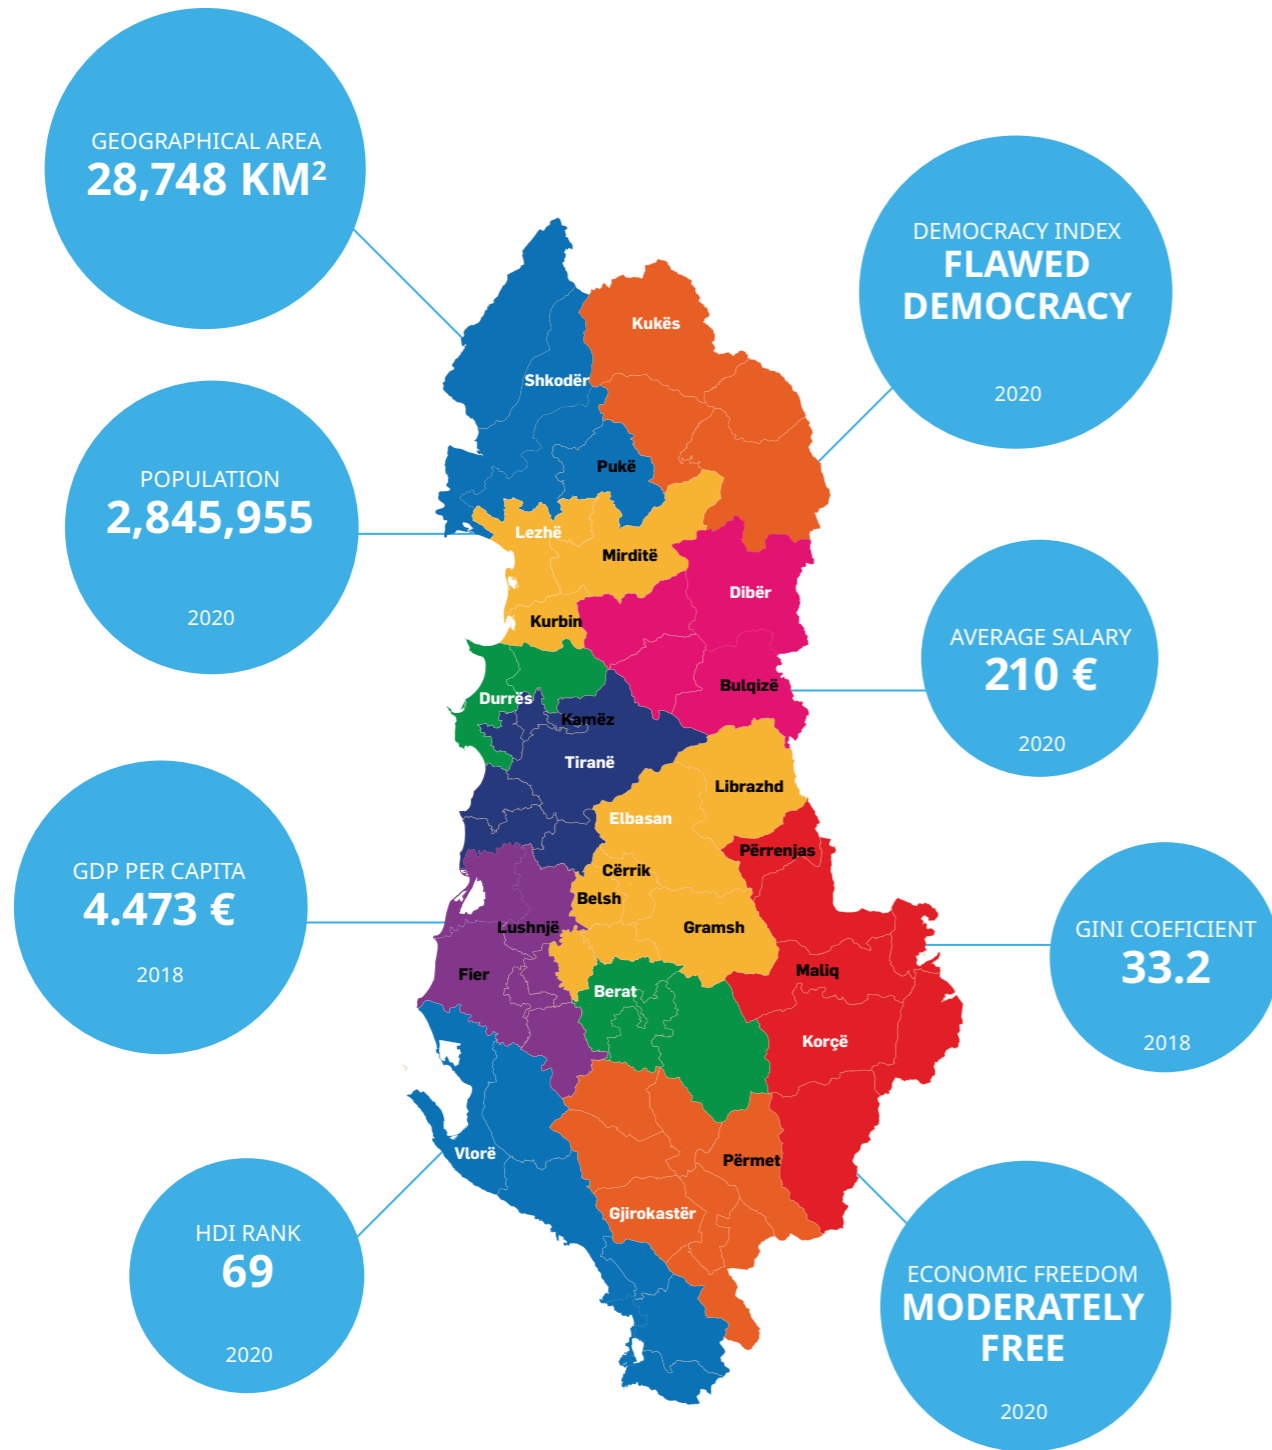 GEOGRAPHICAL AREA
28,748 KM²
DEMOCRACY INDEX
FLAWED
DEMOCRACY
2020
POPULATION
2,845,955
2020
AVERAGE SALARY
210 €
2020
GDP PER CAPITA
4.473 €
2018
GINI COEFICIENT
33.2
2018
HDI RANK
69
2020
ECONOMIC FREEDOM
MODERATELY
FREE
2020
Kukës
Shkodër
Pukë
Lezhë
Mirditë
Dibër
Kurbin
Bulqizë
Durrës
Kamëz
Tiranë
Librazhd
Elbasan
Përrenjas
Cërrik
Belsh
Lushnjë
Gramsh
Fier
Maliq
Berat
Korçë
Vlorë
Përmet
Gjirokastër